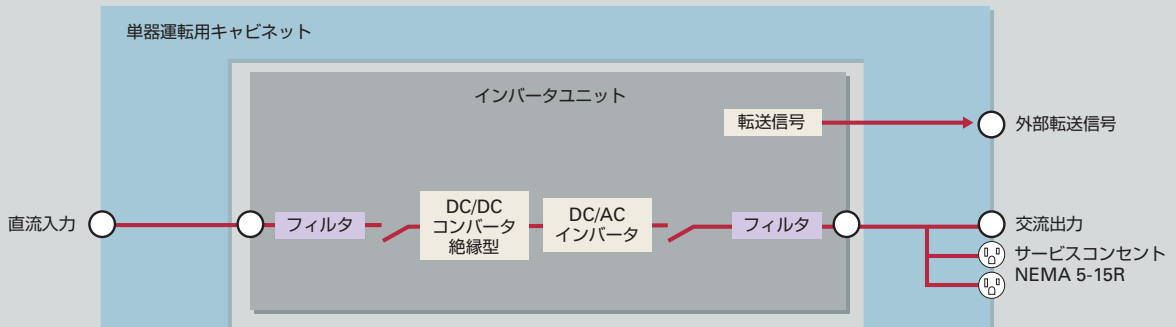 単器運転用キャビネット
インバータユニット
転送信号
外部転送信号
直流入力
フィルタ
DC/DC
コンバータ
絶縁型
DC/AC
インバータ
フィルタ
交流出力
サービスコンセント
NEMA 5-15R